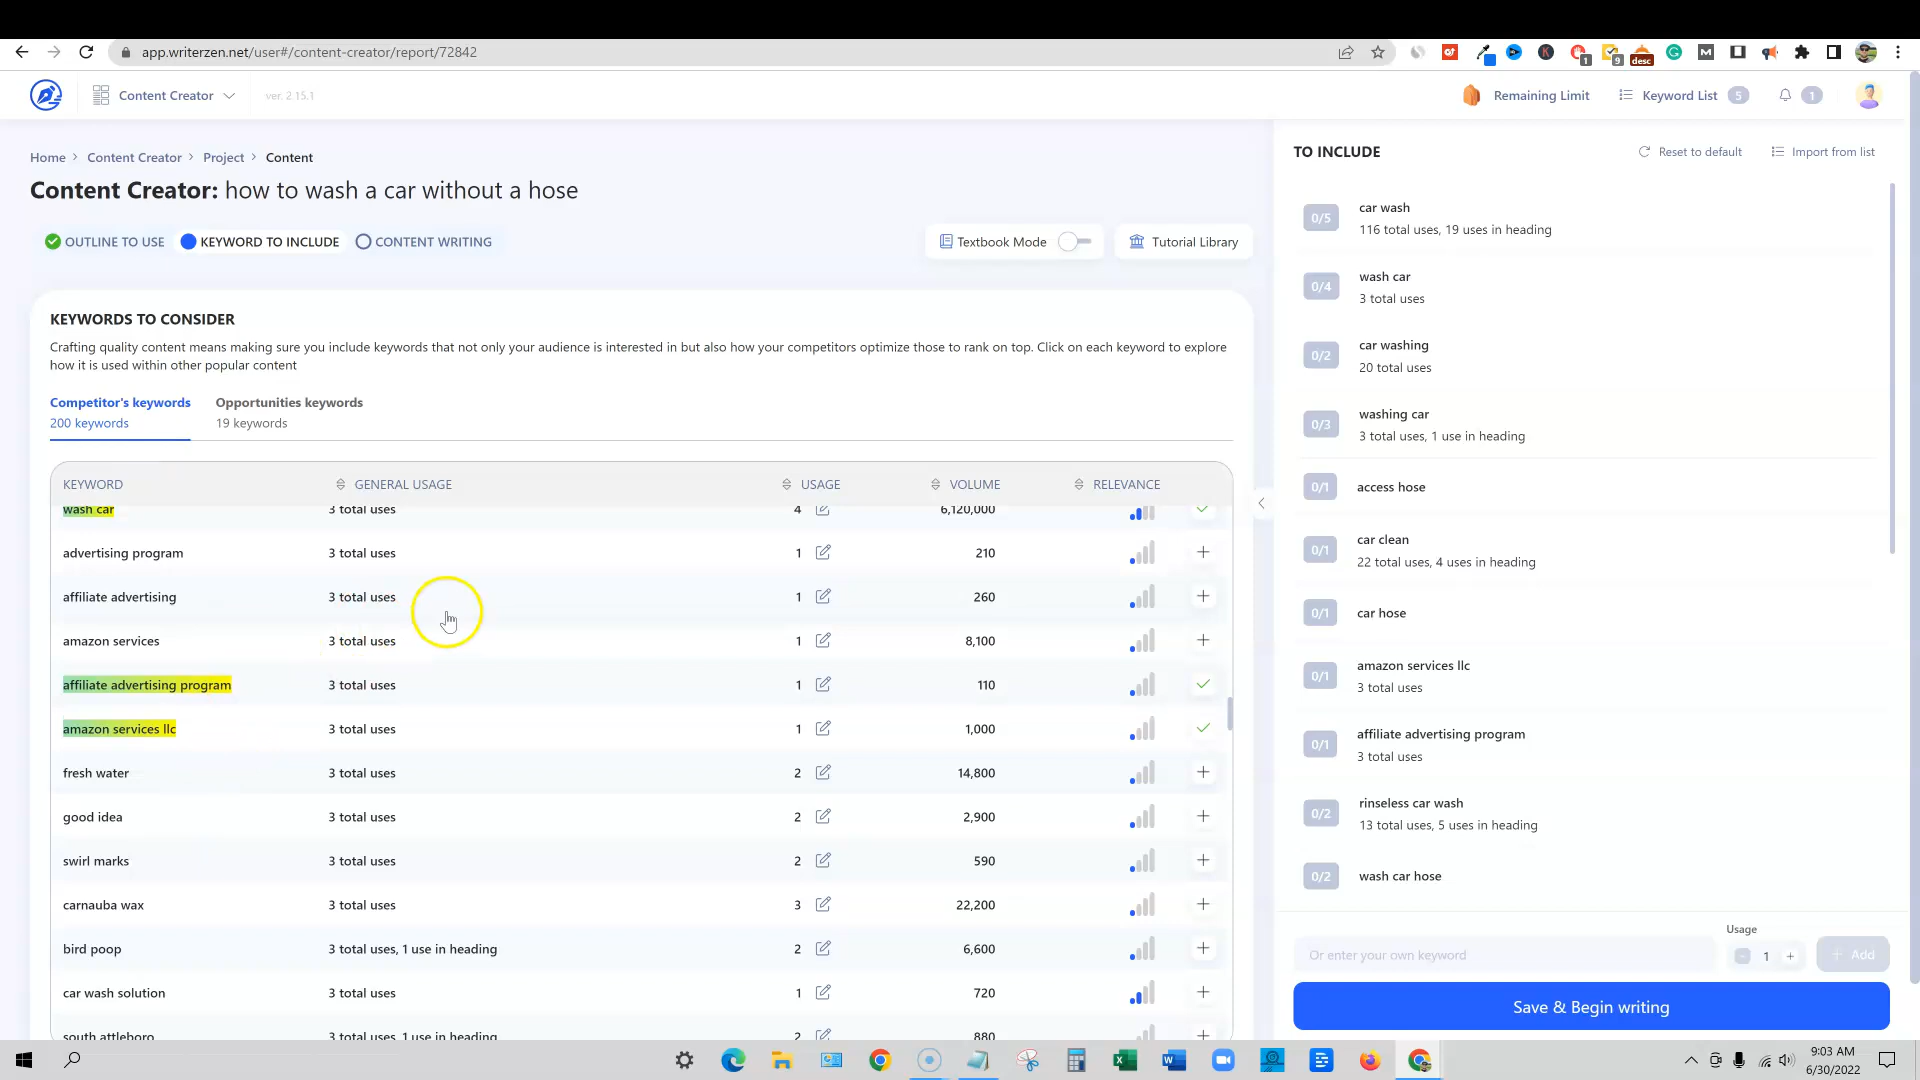 app.writerzen.net/user#/content-creator/report/72842
1
9
desc
Content Creator
ver. 2.15.1
Remaining Limit
Keyword List 5
1
Home > Content Creator > Project > Content
Content Creator: how to wash a car without a hose
OUTLINE TO USE KEYWORD TO INCLUDE CONTENT WRITING
Textbook Mode
Tutorial Library
KEYWORDS TO CONSIDER
Crafting quality content means making sure you include keywords that not only your audience is interested in but also how your competitors optimize those to rank on top. Click on each keyword to explore
how it is used within other popular content
Competitor's keywords Opportunities keywords
200 keywords 19 keywords
KEYWORD GENERAL USAGE USAGE VOLUME RELEVANCE
wash car 3 total uses 4 6,120,000
advertising program 3 total uses 1 210
affiliate advertising 3 total uses 1 260
amazon services 3 total uses 1 8,100
affiliate advertising program 3 total uses 1 110
amazon services llc 3 total uses 1 1,000
fresh water 3 total uses 2 14,800
good idea 3 total uses 2 2,900
swirl marks 3 total uses 2 590
carnauba wax 3 total uses 3 22,200
bird poop 3 total uses, 1 use in heading 2 6,600
car wash solution 3 total uses 1 720
south attleboro 3 total uses, 1 use in heading 2 880
TO INCLUDE
Reset to default
Import from list
0/5 car wash
116 total uses, 19 uses in heading
0/4 wash car
3 total uses
0/2 car washing
20 total uses
0/3 washing car
3 total uses, 1 use in heading
0/1 access hose
0/1 car clean
22 total uses, 4 uses in heading
0/1 car hose
0/1 amazon services llc
3 total uses
0/1 affiliate advertising program
3 total uses
0/2 rinseless car wash
13 total uses, 5 uses in heading
0/2 wash car hose
Usage
Or enter your own keyword
- 1 +
+ Add
Save & Begin writing
9:03 AM
6/30/2022